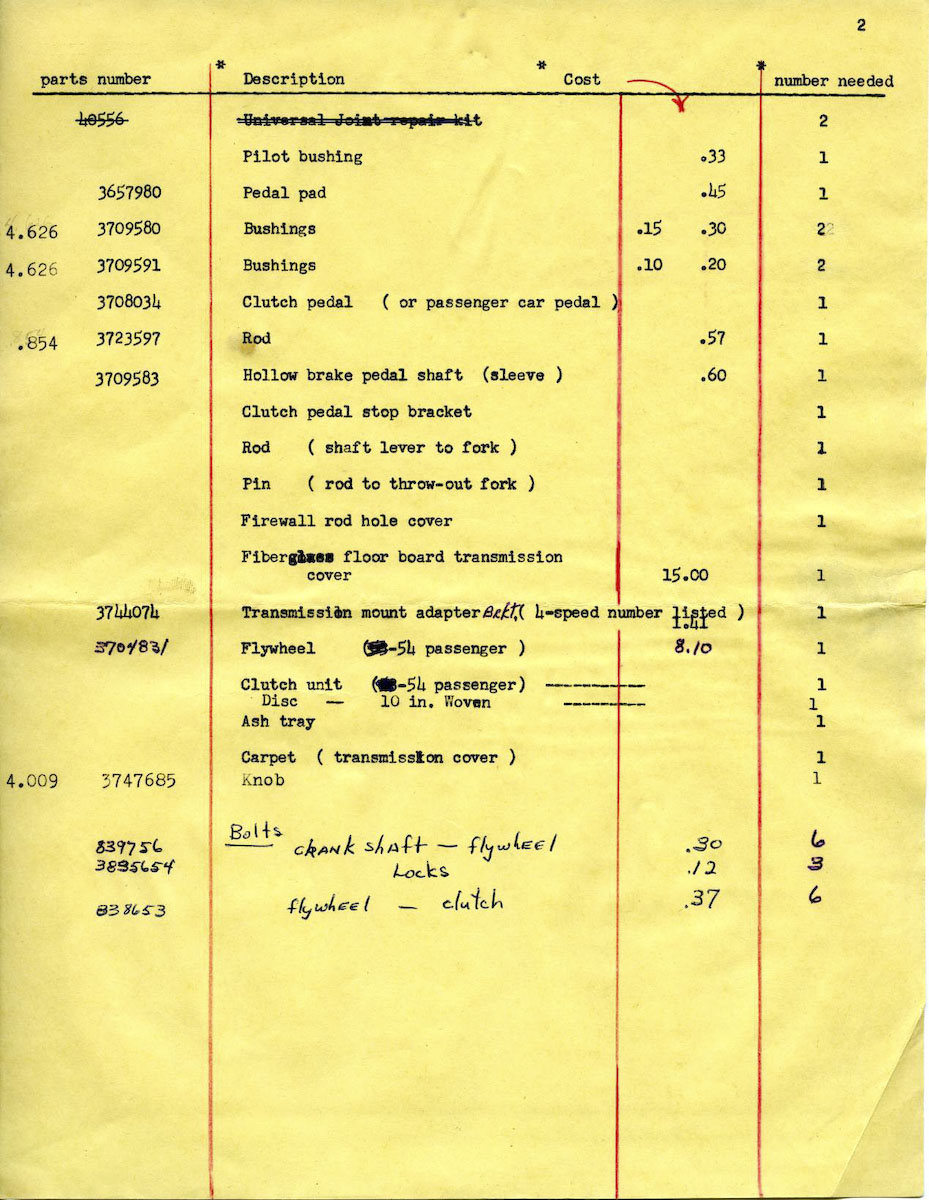 2
parts number * Description * Cost * number needed
40556 Universal Joint repair kit 2
Pilot bushing .33 1
3657980 Pedal pad .45 1
4.626 3709580 Bushings .15 .30 22
4.626 3709591 Bushings .10 .20 2
3708034 Clutch pedal ( or passenger car pedal ) 1
.854 3723597 Rod .57 1
3709583 Hollow brake pedal shaft (sleeve ) .60 1
Clutch pedal stop bracket 1
Rod ( shaft lever to fork ) 1
Pin ( rod to throw-out fork ) 1
Firewall rod hole cover 1
Fiberglass floor board transmission
cover 15.00 1
3744074 Transmission mount adapter ( 4-speed number listed ) 1
1.41
Flywheel ( -54 passenger ) 8.10 1
Clutch unit ( -54 passenger) ---------- 1
Disc — 10 in. Woven -------- 1
Ash tray 1
Carpet ( transmission cover ) 1
4.009 3747685 Knob 1
Bolts
839756 crank shaft — flywheel .30 6
Locks .12 3
838653 flywheel — clutch .37 6